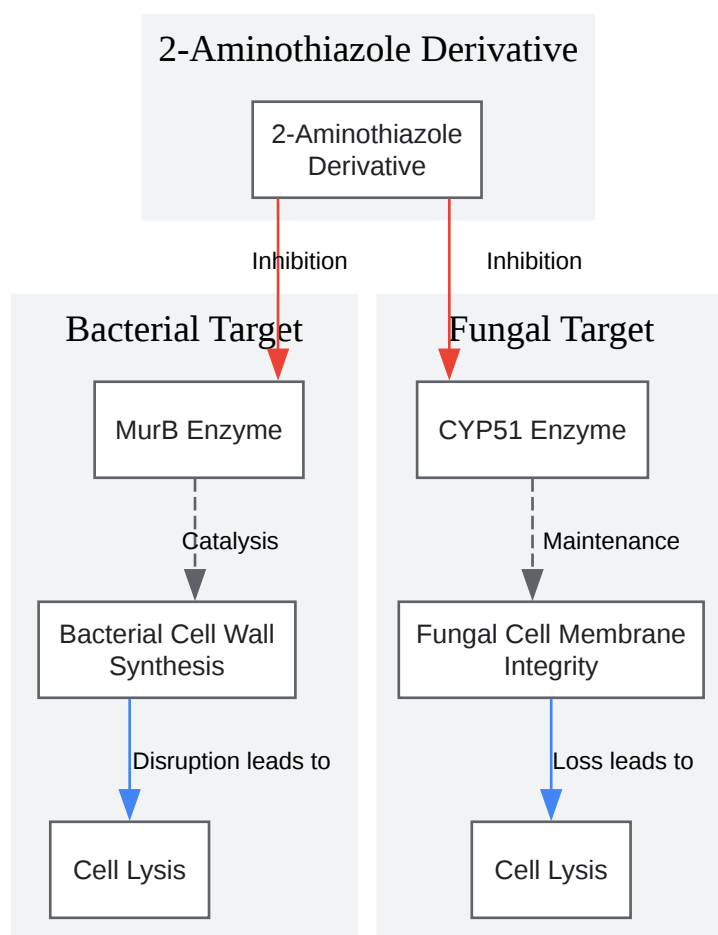 2-Aminothiazole Derivative
2-Aminothiazole
Derivative
Inhibition
Inhibition
Bacterial Target
Fungal Target
MurB Enzyme
CYP51 Enzyme
Catalysis
Maintenance
Bacterial Cell Wall
Synthesis
Fungal Cell Membrane
Integrity
Disruption leads to
Loss leads to
Cell Lysis
Cell Lysis